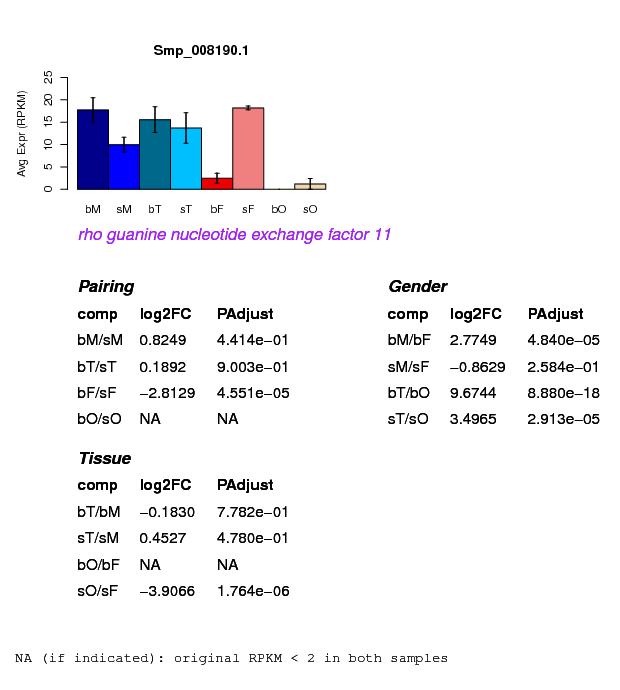 Smp_008190.1
Avg Expr (RPKM)
0 5 10 15 20 25
bM sM bT sT bF sF bO sO
rho guanine nucleotide exchange factor 11
Pairing
comp log2FC PAdjust
bM/sM 0.8249 4.414e−01
bT/sT 0.1892 9.003e−01
bF/sF −2.8129 4.551e−05
bO/sO NA NA
Gender
comp log2FC PAdjust
bM/bF 2.7749 4.840e−05
sM/sF −0.8629 2.584e−01
bT/bO 9.6744 8.880e−18
sT/sO 3.4965 2.913e−05
Tissue
comp log2FC PAdjust
bT/bM −0.1830 7.782e−01
sT/sM 0.4527 4.780e−01
bO/bF NA NA
sO/sF −3.9066 1.764e−06
NA (if indicated): original RPKM < 2 in both samples